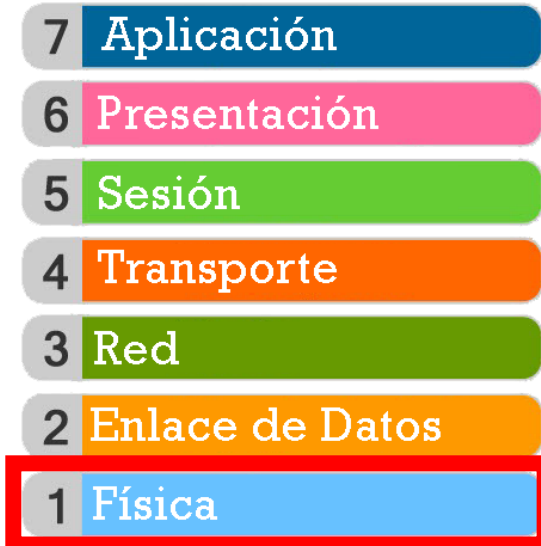 7 Aplicación
6 Presentación
5 Sesión
4 Transporte
3 Red
2 Enlace de Datos
1 Física